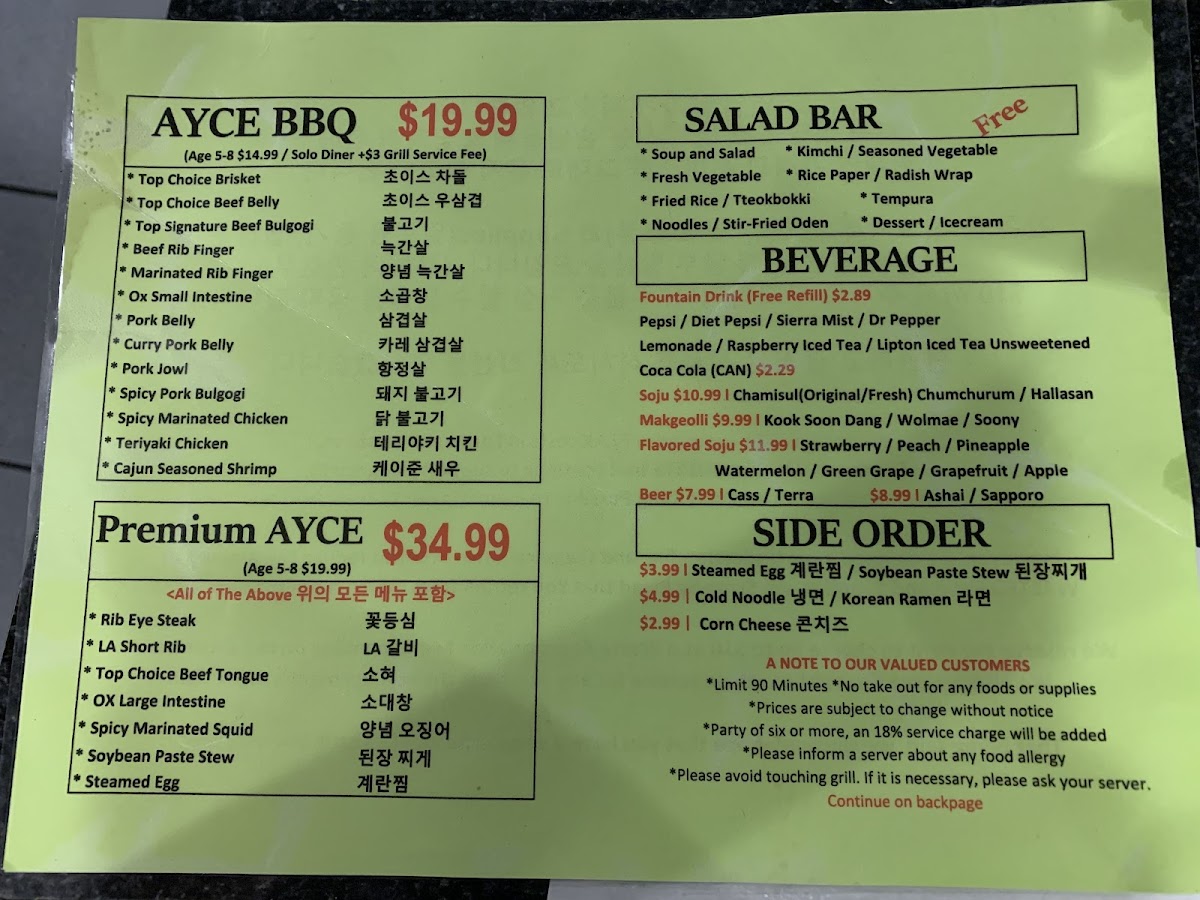 AYCE BBQ $19.99
(Age 5-8 $14.99 / Solo Diner +$3 Grill Service Fee)
* Top Choice Brisket 초이스 차돌
* Top Choice Beef Belly 초이스 우삼겹
* Top Signature Beef Bulgogi 불고기
* Beef Rib Finger 늑간살
* Marinated Rib Finger 양념 늑간살
* Ox Small Intestine 소곱창
* Pork Belly 삼겹살
* Curry Pork Belly 카레 삼겹살
* Pork Jowl 항정살
* Spicy Pork Bulgogi 돼지 불고기
* Spicy Marinated Chicken 닭 불고기
* Teriyaki Chicken 테리야키 치킨
* Cajun Seasoned Shrimp 케이준 새우
Premium AYCE $34.99
(Age 5-8 $19.99)
<All of The Above 위의 모든 메뉴 포함>
* Rib Eye Steak 꽃등심
* LA Short Rib LA 갈비
* Top Choice Beef Tongue 소혀
* OX Large Intestine 소대창
* Spicy Marinated Squid 양념 오징어
* Soybean Paste Stew 된장 찌게
* Steamed Egg 계란찜
SALAD BAR Free
* Soup and Salad * Kimchi / Seasoned Vegetable
* Fresh Vegetable * Rice Paper / Radish Wrap
* Fried Rice / Tteokbokki * Tempura
* Noodles / Stir-Fried Oden * Dessert / Icecream
BEVERAGE
Fountain Drink (Free Refill) $2.89
Pepsi / Diet Pepsi / Sierra Mist / Dr Pepper
Lemonade / Raspberry Iced Tea / Lipton Iced Tea Unsweetened
Coca Cola (CAN) $2.29
Soju $10.99 l Chamisul(Original/Fresh) Chumchurum / Hallasan
Makgeolli $9.99 l Kook Soon Dang / Wolmae / Soony
Flavored Soju $11.99 l Strawberry / Peach / Pineapple
Watermelon / Green Grape / Grapefruit / Apple
Beer $7.99 l Cass / Terra $8.99 l Ashai / Sapporo
SIDE ORDER
$3.99 l Steamed Egg 계란찜 / Soybean Paste Stew 된장찌개
$4.99 | Cold Noodle 냉면 / Korean Ramen 라면
$2.99 | Corn Cheese 콘치즈
A NOTE TO OUR VALUED CUSTOMERS
*Limit 90 Minutes *No take out for any foods or supplies
*Prices are subject to change without notice
*Party of six or more, an 18% service charge will be added
*Please inform a server about any food allergy
*Please avoid touching grill. If it is necessary, please ask your server.
Continue on backpage